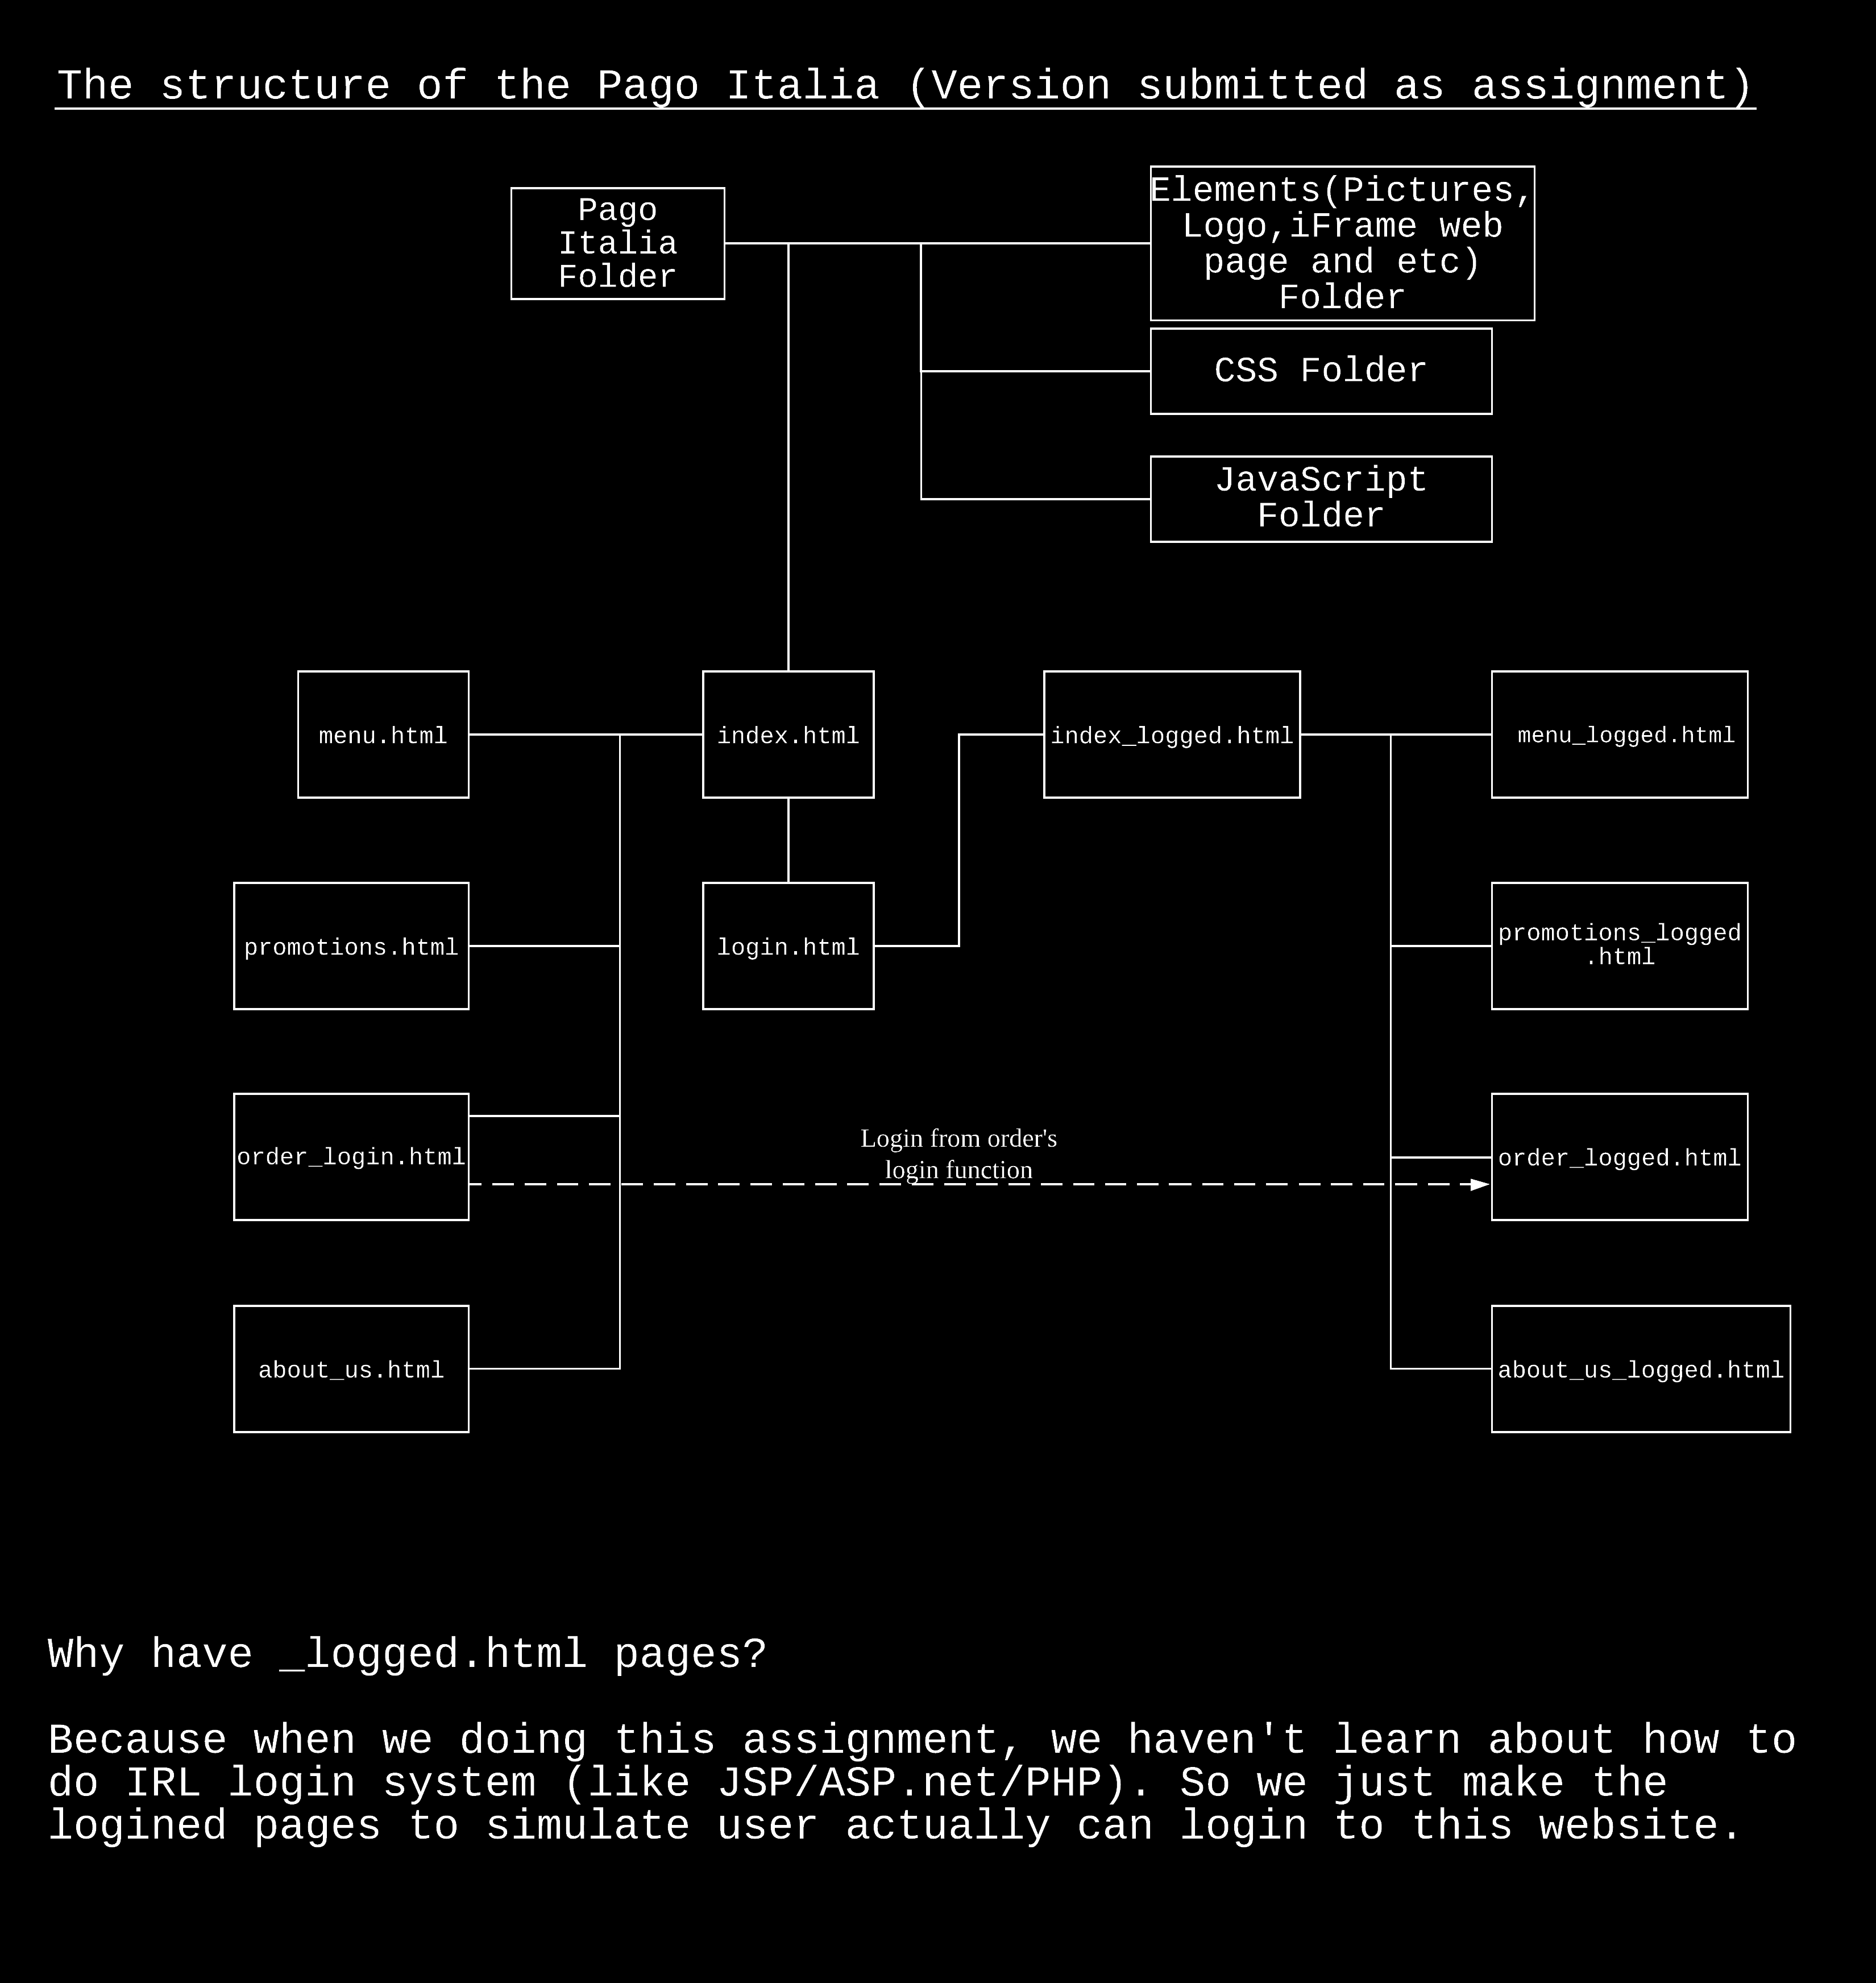 The structure of the Pago Italia (Version submitted as assignment)
Pago
Italia
Folder
Elements(Pictures,
Logo,iFrame web
page and etc)
Folder
CSS Folder
JavaScript
Folder
menu.html
index.html
index_logged.html
menu_logged.html
promotions.html
login.html
promotions_logged
.html
order_login.html
Login from order's
login function
order_logged.html
about_us.html
about_us_logged.html
Why have _logged.html pages?
Because when we doing this assignment, we haven't learn about how to
do IRL login system (like JSP/ASP.net/PHP). So we just make the
logined pages to simulate user actually can login to this website.